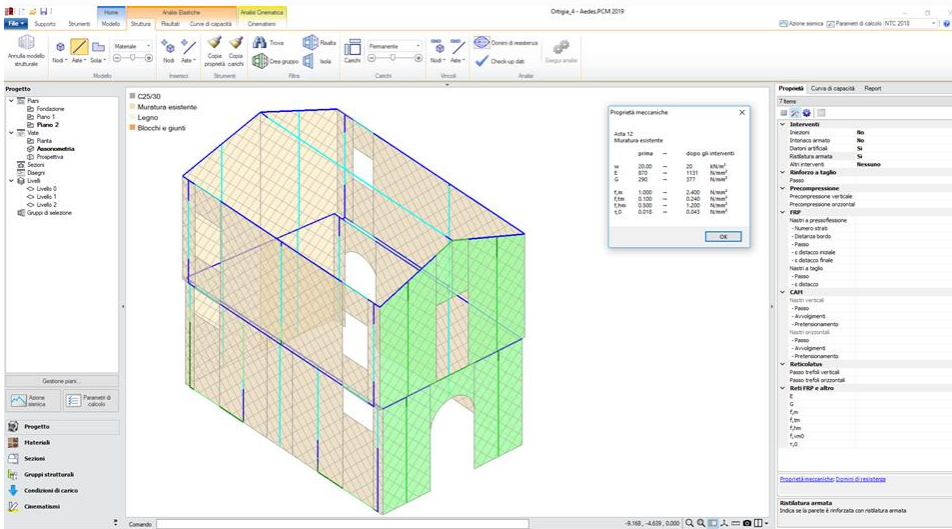 Ortigia_4 - Aedes.PCM 2019
Home
Analisi Elastiche
Analisi Cinematica
File Supporto Strumenti Modello Struttura Risultati Curve di capacità Cinematismi
Azione sismica Parametri di calcolo NTC 2018
Annulla modello strutturale
Nodi Aste Solai
Materiale
Modello
Nodi Aste
Inserisci
Copia proprietà
Copia carichi
Strumenti
Trova
Crea gruppo
Risalta
Isola
Filtra
Carichi
Permanente
Carichi
Nodi Aste
Vincoli
Domini di resistenza
Check-up dati
Esegui analisi
Analisi
Progetto
Piani
Fondazione
Piano 1
Piano 2
Viste
Pianta
Assonometria
Prospettiva
Sezioni
Disegni
Livelli
Livello 0
Livello 1
Livello 2
Gruppi di selezione
Gestione piani...
Azione sismica
Parametri di calcolo
Progetto
Materiali
Sezioni
Gruppi strutturali
Condizioni di carico
Cinematismi
C25/30
Muratura esistente
Legno
Blocchi e giunti
Proprietà meccaniche
Asta 12
Muratura esistente
prima → dopo gli interventi
w 20.00 → 20 kN/m³
E 870 → 1131 N/mm²
G 290 → 377 N/mm²
f,m 1.000 → 2.400 N/mm²
f,tm 0.100 → 0.240 N/mm²
f,hm 0.500 → 1.200 N/mm²
τ,0 0.018 → 0.043 N/mm²
OK
Comando
-9.168, -4.639, 0.000
Proprietà Curva di capacità Report
7 Items
Interventi
Iniezioni No
Intonaco armato No
Diatoni artificiali Sì
Ristilatura armata Sì
Altri interventi Nessuno
Rinforzo a taglio
Passo
Precompressione
Precompressione verticale
Precompressione orizzontale
FRP
Nastri a pressoflessione
- Numero strati
- Distanza bordo
- Passo
- ε distacco iniziale
- ε distacco finale
Nastri a taglio
- Passo
- ε distacco
CAM
Nastri verticali
- Passo
- Avvolgimenti
- Pretensionamento
Nastri orizzontali
- Passo
- Avvolgimenti
- Pretensionamento
Reticolatus
Passo trefoli verticali
Passo trefoli orizzontali
Reti FRP e altro
E
G
f,m
f,tm
f,hm
f,vm0
τ,0
Proprietà meccaniche; Domini di resistenza
Ristilatura armata
Indica se la parete è rinforzata con ristilatura armata